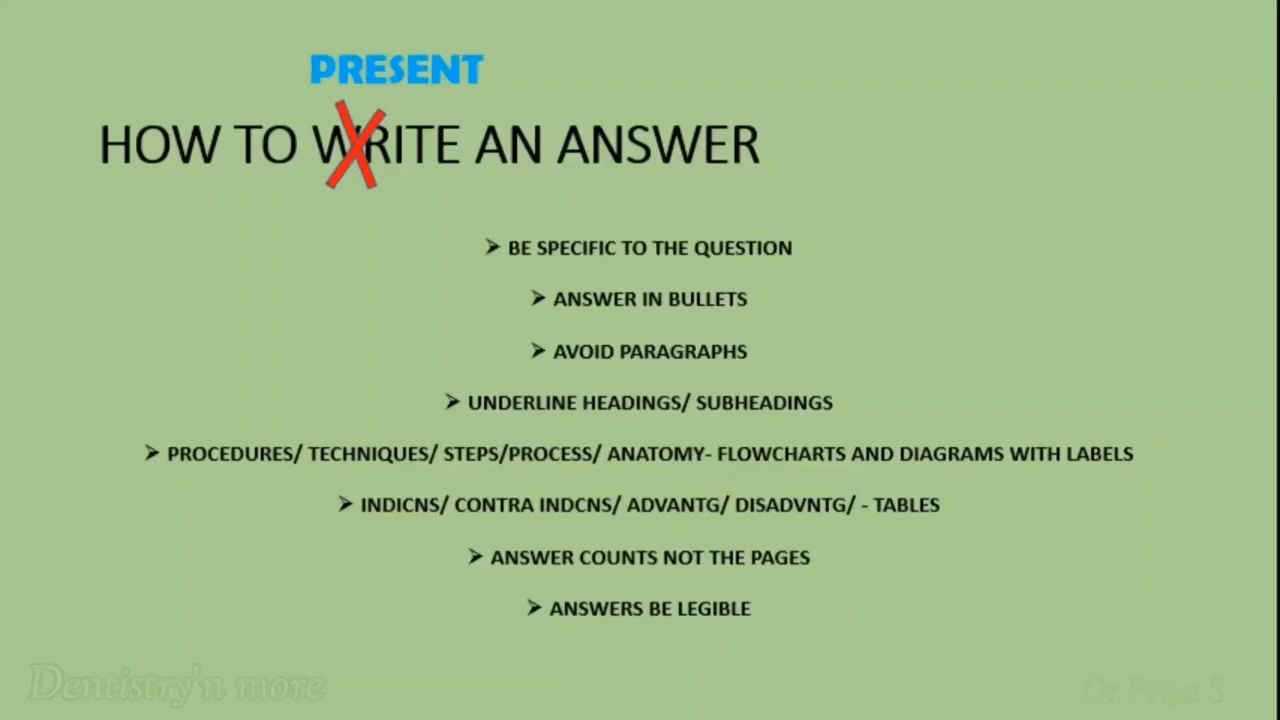 PRESENT
HOW TO WRITE AN ANSWER
➢ BE SPECIFIC TO THE QUESTION
➢ ANSWER IN BULLETS
➢ AVOID PARAGRAPHS
➢ UNDERLINE HEADINGS/ SUBHEADINGS
➢ PROCEDURES/ TECHNIQUES/ STEPS/PROCESS/ ANATOMY- FLOWCHARTS AND DIAGRAMS WITH LABELS
➢ INDICNS/ CONTRA INDCNS/ ADVANTG/ DISADVNTG/ - TABLES
➢ ANSWER COUNTS NOT THE PAGES
➢ ANSWERS BE LEGIBLE
Dentistry'n more
Dr Priya S